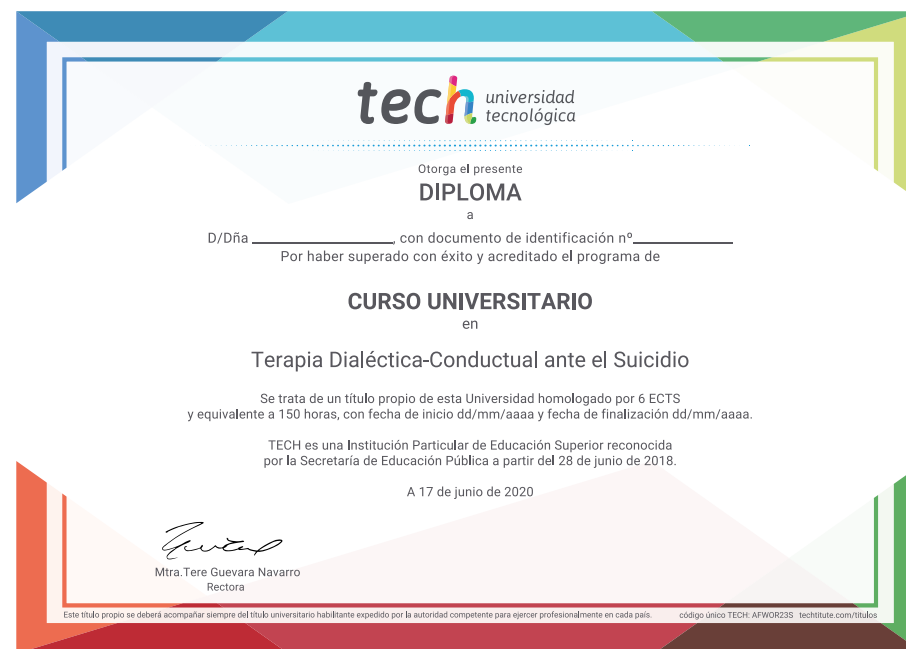 tech universidad
tecnológica
Otorga el presente
DIPLOMA
a
D/Dña ____________________, con documento de identificación nº______________
Por haber superado con éxito y acreditado el programa de
CURSO UNIVERSITARIO
en
Terapia Dialéctica-Conductual ante el Suicidio
Se trata de un título propio de esta Universidad homologado por 6 ECTS
y equivalente a 150 horas, con fecha de inicio dd/mm/aaaa y fecha de finalización dd/mm/aaaa.
TECH es una Institución Particular de Educación Superior reconocida
por la Secretaría de Educación Pública a partir del 28 de junio de 2018.
A 17 de junio de 2020
Mtra.Tere Guevara Navarro
Rectora
Este título propio se deberá acompañar siempre del título universitario habilitante expedido por la autoridad competente para ejercer profesionalmente en cada país. código único TECH: AFWOR23S techtitute.com/titulos